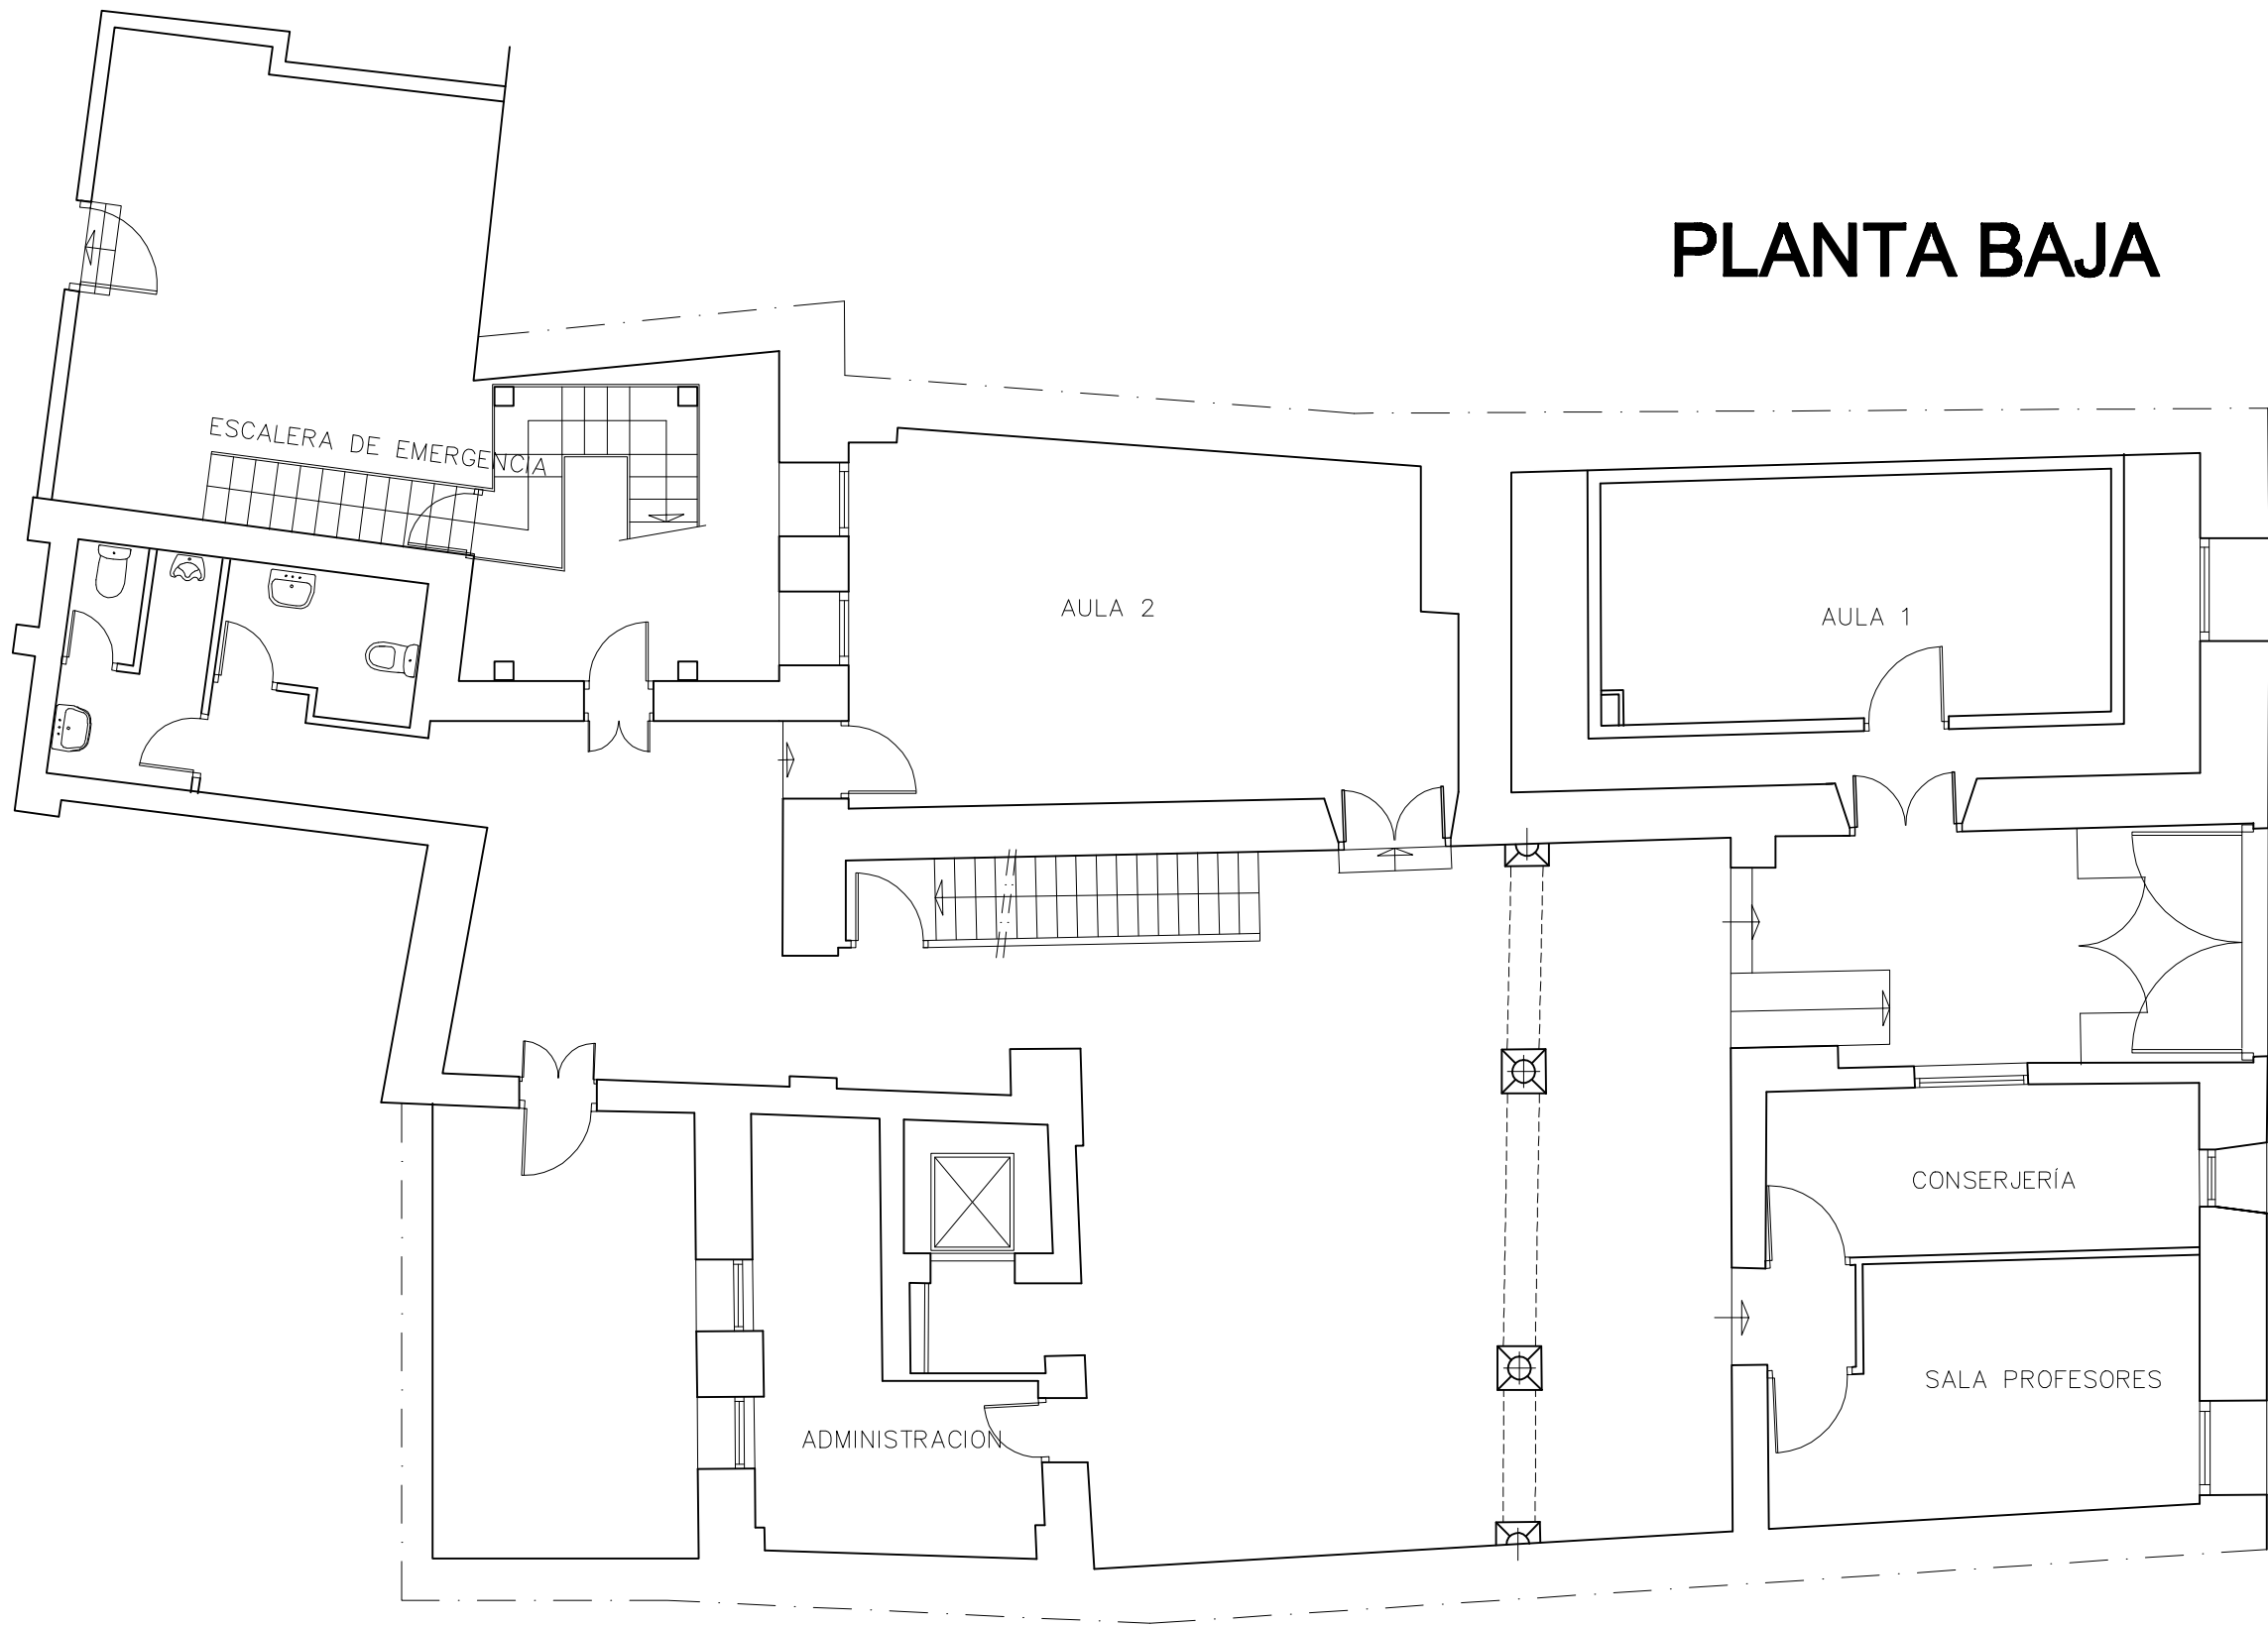 PLANTA BAJA
ESCALERA DE EMERGENCIA
AULA 2
AULA 1
CONSERJERÍA
SALA PROFESORES
ADMINISTRACION